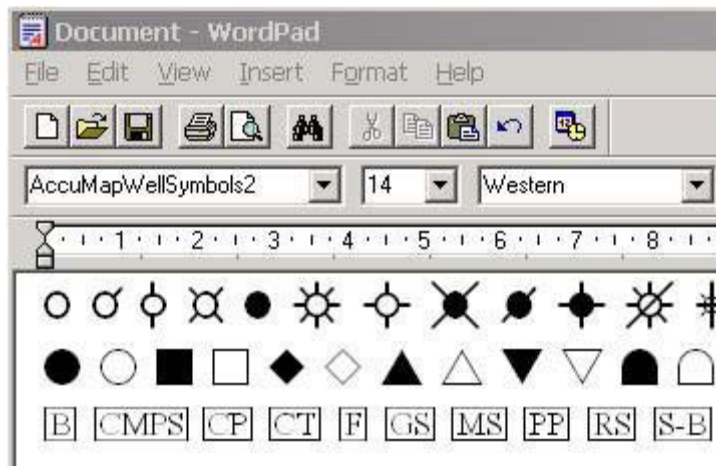 Document - WordPad
File Edit View Insert Format Help
12
AccuMapWellSymbols2 14 Western
1 2 3 4 5 6 7 8
B CMPS CP CT F GS MS PP RS S-B